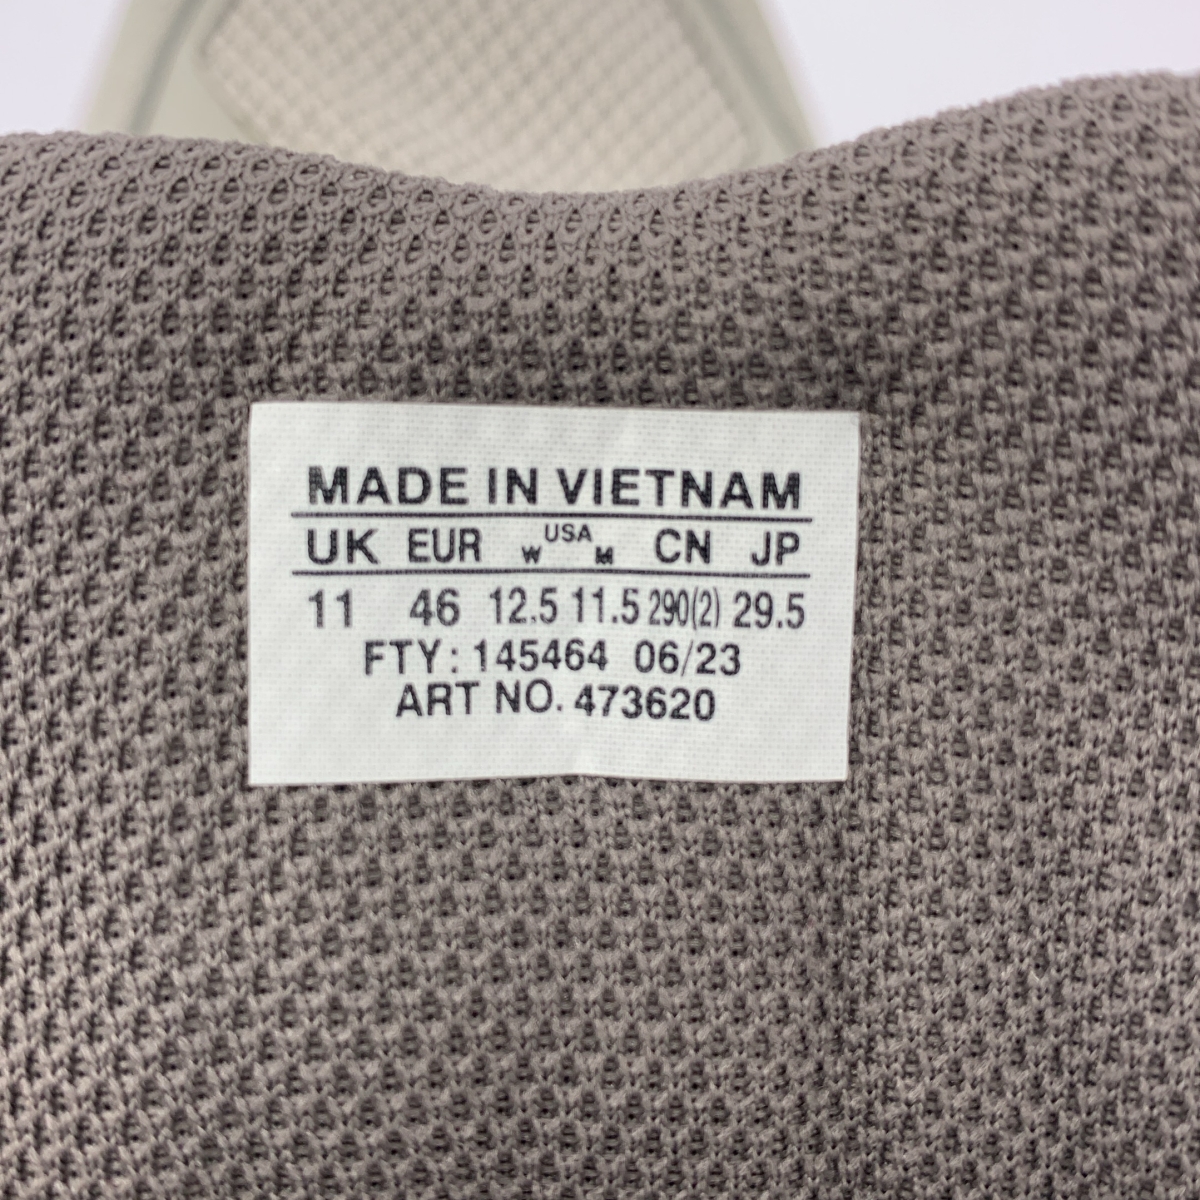 MADE IN VIETNAM
UK EUR W USA M CN JP
11 46 12.5 11.5 290(2) 29.5
FTY: 145464 06/23
ART NO. 473620